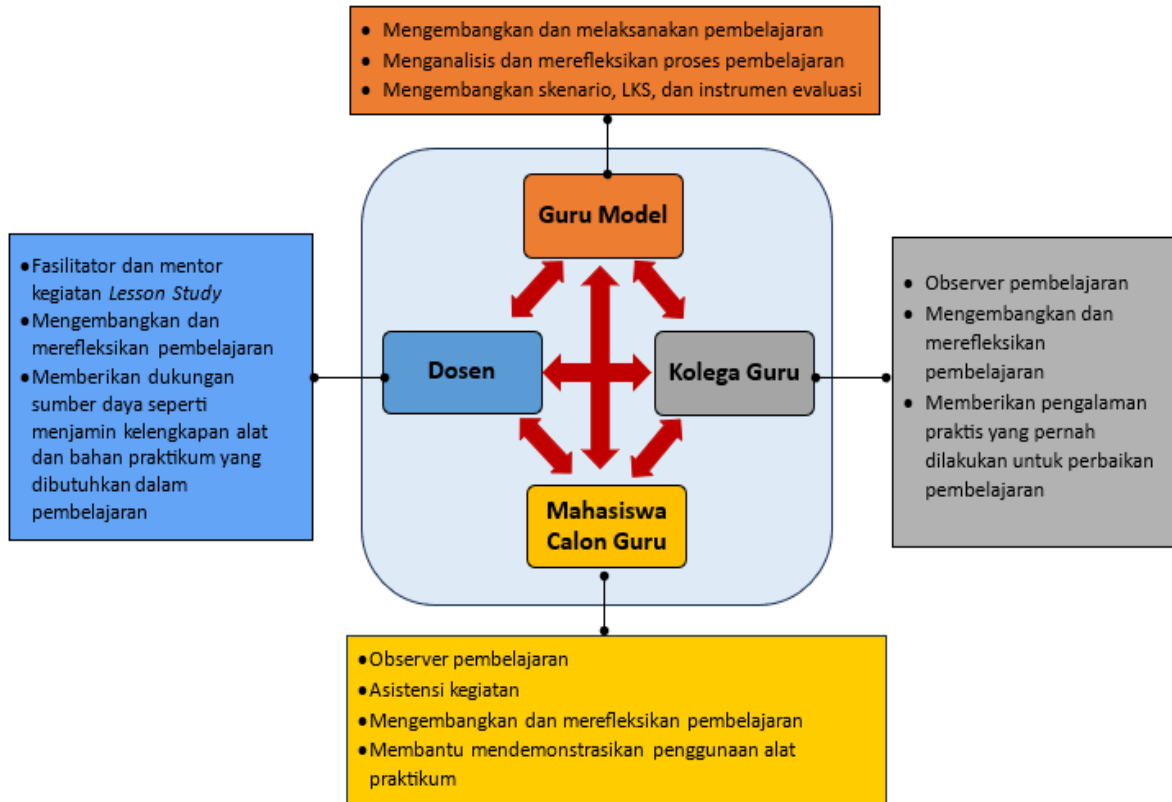 • Mengembangkan dan melaksanakan pembelajaran
• Menganalisis dan merefleksikan proses pembelajaran
• Mengembangkan skenario, LKS, dan instrumen evaluasi
Guru Model
• Fasilitator dan mentor
kegiatan Lesson Study
• Mengembangkan dan
merefleksikan pembelajaran
• Memberikan dukungan
sumber daya seperti
menjamin kelengkapan alat
dan bahan praktikum yang
dibutuhkan dalam
pembelajaran
Dosen
Kolega Guru
• Observer pembelajaran
• Mengembangkan dan
merefleksikan
pembelajaran
• Memberikan pengalaman
praktis yang pernah
dilakukan untuk perbaikan
pembelajaran
Mahasiswa
Calon Guru
• Observer pembelajaran
• Asistensi kegiatan
• Mengembangkan dan merefleksikan pembelajaran
• Membantu mendemonstrasikan penggunaan alat
praktikum